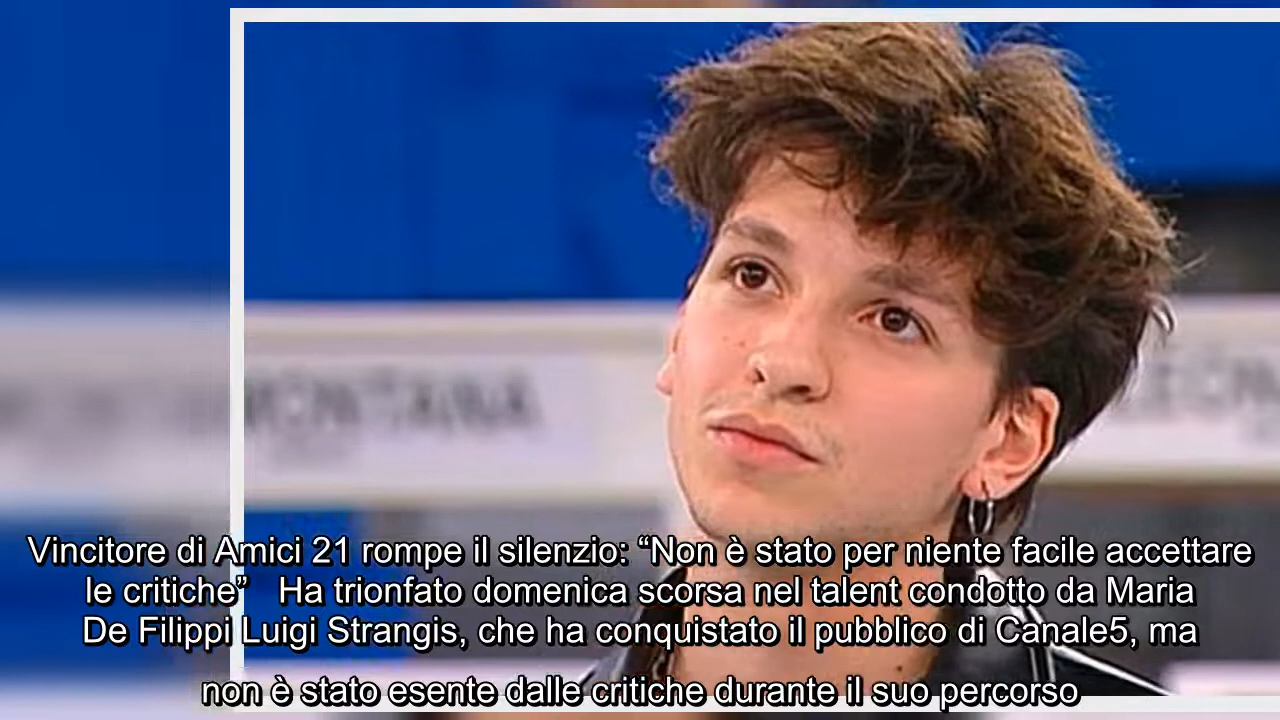 MONTANA
Vincitore di Amici 21 rompe il silenzio: “Non è stato per niente facile accettare
le critiche”   Ha trionfato domenica scorsa nel talent condotto da Maria
De Filippi Luigi Strangis, che ha conquistato il pubblico di Canale5, ma
non è stato esente dalle critiche durante il suo percorso